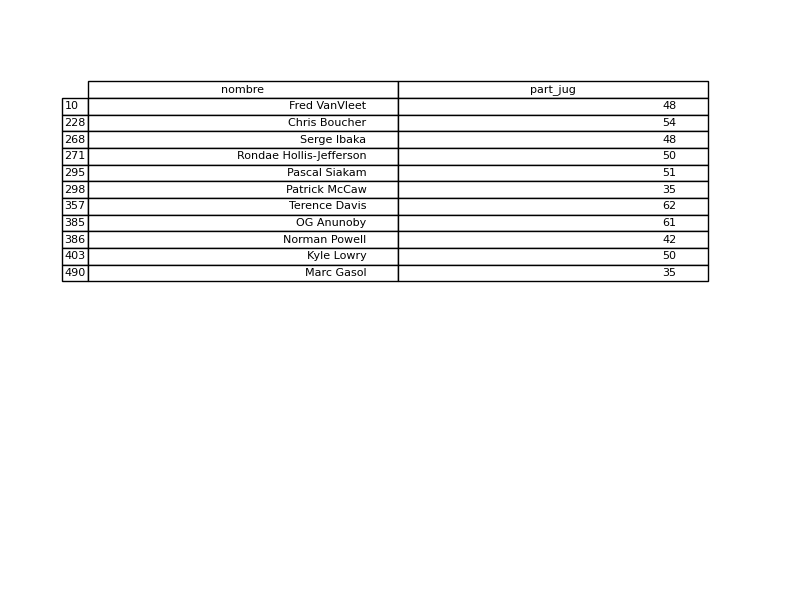 nombre part_jug
10 Fred VanVleet 48
228 Chris Boucher 54
268 Serge Ibaka 48
271 Rondae Hollis-Jefferson 50
295 Pascal Siakam 51
298 Patrick McCaw 35
357 Terence Davis 62
385 OG Anunoby 61
386 Norman Powell 42
403 Kyle Lowry 50
490 Marc Gasol 35